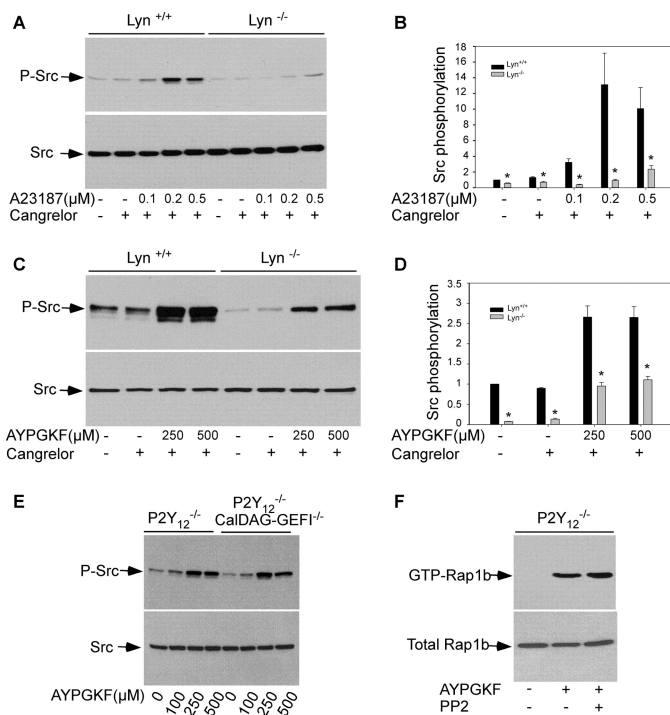 A
Lyn +/+ Lyn -/-
P-Src
Src
A23187(μM) - - 0.1 0.2 0.5 - - 0.1 0.2 0.5
Cangrelor - + + + + - + + + +
B
Src phosphorylation
18
16
14
12
10
8
6
4
2
0
Lyn+/+
Lyn-/-
* * * * *
A23187(μM) - - 0.1 0.2 0.5
Cangrelor - + + + +
C
Lyn +/+ Lyn -/-
P-Src
Src
AYPGKF(μM) - - 250 500 - - 250 500
Cangrelor - + + + - + + +
D
Src phosphorylation
3
2.5
2
1.5
1
0.5
0
Lyn+/+
Lyn-/-
* * * *
AYPGKF(μM) - - 250 500
Cangrelor - + + +
E
P2Y12-/- P2Y12-/-
CalDAG-GEFI-/-
P-Src
Src
AYPGKF(μM) 0 100 250 500 0 100 250 500
F
P2Y12-/-
GTP-Rap1b
Total Rap1b
AYPGKF - + +
PP2 - - +